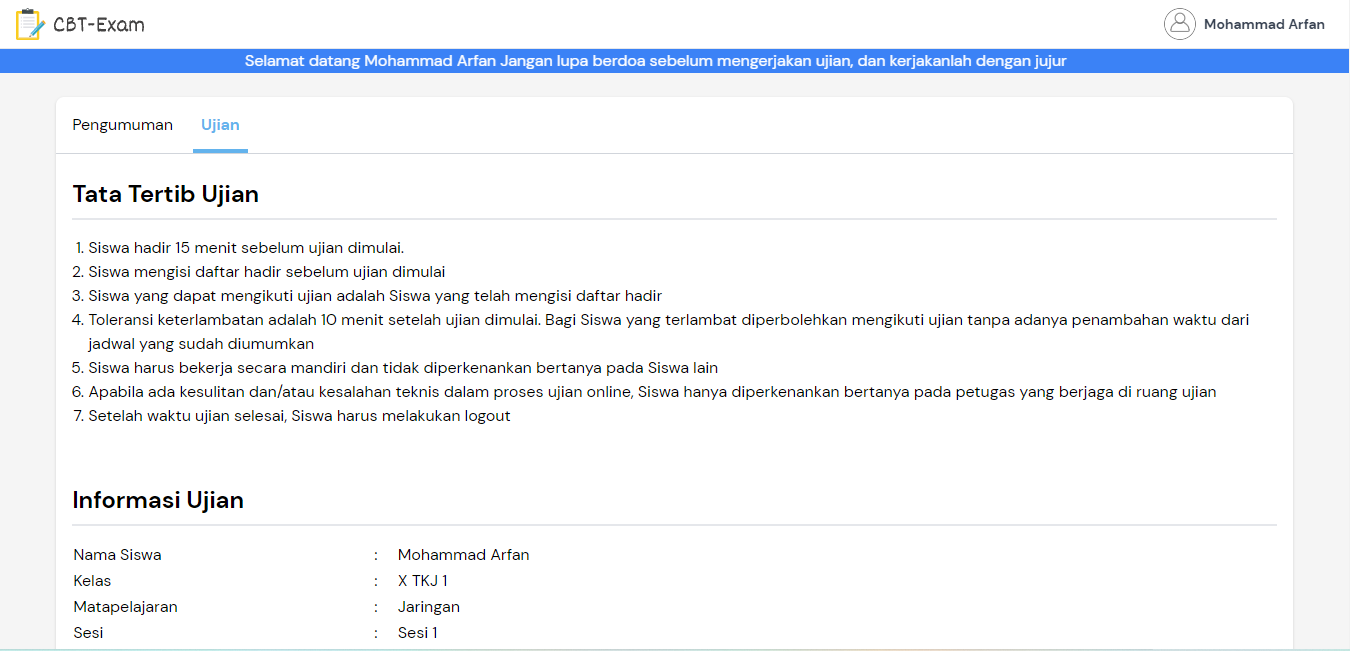 CBT-Exam
Mohammad Arfan
Selamat datang Mohammad Arfan Jangan lupa berdoa sebelum mengerjakan ujian, dan kerjakanlah dengan jujur
Pengumuman
Ujian
Tata Tertib Ujian
1. Siswa hadir 15 menit sebelum ujian dimulai.
2. Siswa mengisi daftar hadir sebelum ujian dimulai
3. Siswa yang dapat mengikuti ujian adalah Siswa yang telah mengisi daftar hadir
4. Toleransi keterlambatan adalah 10 menit setelah ujian dimulai. Bagi Siswa yang terlambat diperbolehkan mengikuti ujian tanpa adanya penambahan waktu dari
jadwal yang sudah diumumkan
5. Siswa harus bekerja secara mandiri dan tidak diperkenankan bertanya pada Siswa lain
6. Apabila ada kesulitan dan/atau kesalahan teknis dalam proses ujian online, Siswa hanya diperkenankan bertanya pada petugas yang berjaga di ruang ujian
7. Setelah waktu ujian selesai, Siswa harus melakukan logout
Informasi Ujian
Nama Siswa : Mohammad Arfan
Kelas : X TKJ 1
Matapelajaran : Jaringan
Sesi : Sesi 1